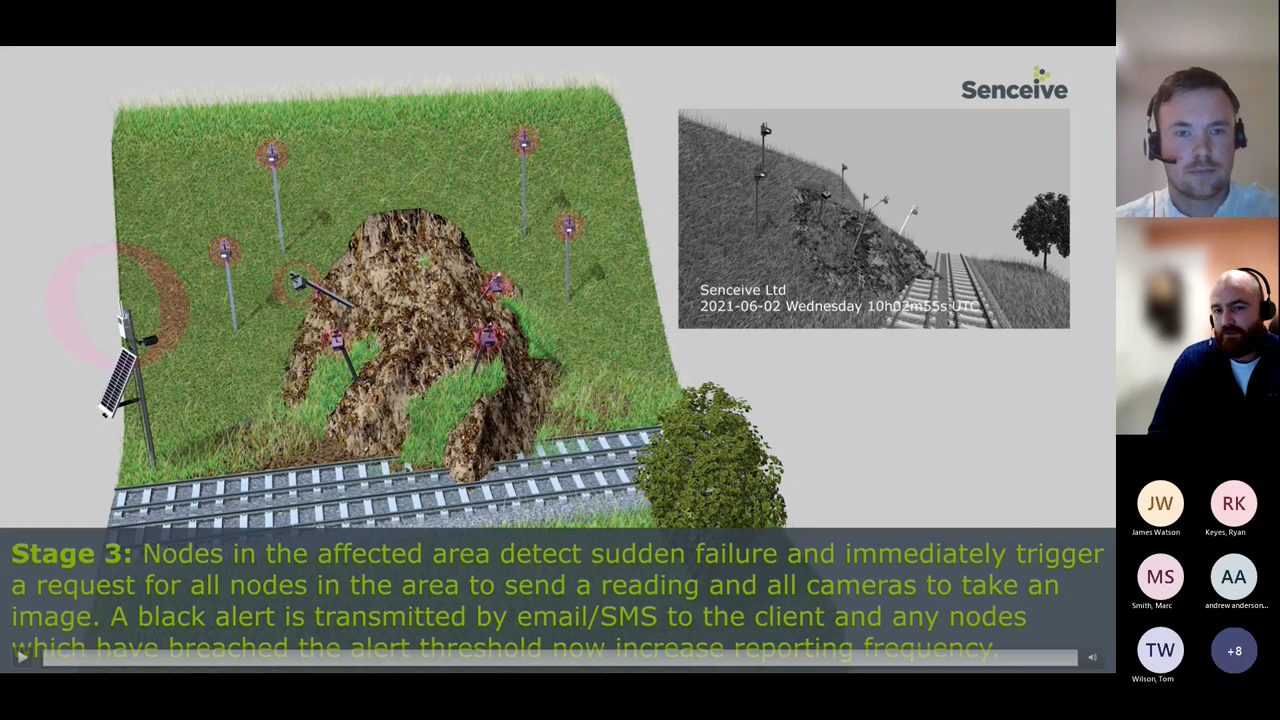 Senceive
Senceive Ltd
2021-06-02 Wednesday 10h02m55s UTC
Stage 3: Nodes in the affected area detect sudden failure and immediately trigger
a request for all nodes in the area to send a reading and all cameras to take an
image. A black alert is transmitted by email/SMS to the client and any nodes
which have breached the alert threshold now increase reporting frequency.
JW
James Watson
RK
Keyes, Ryan
MS
Smith, Marc
AA
andrew anderson...
TW
Wilson, Tom
+8